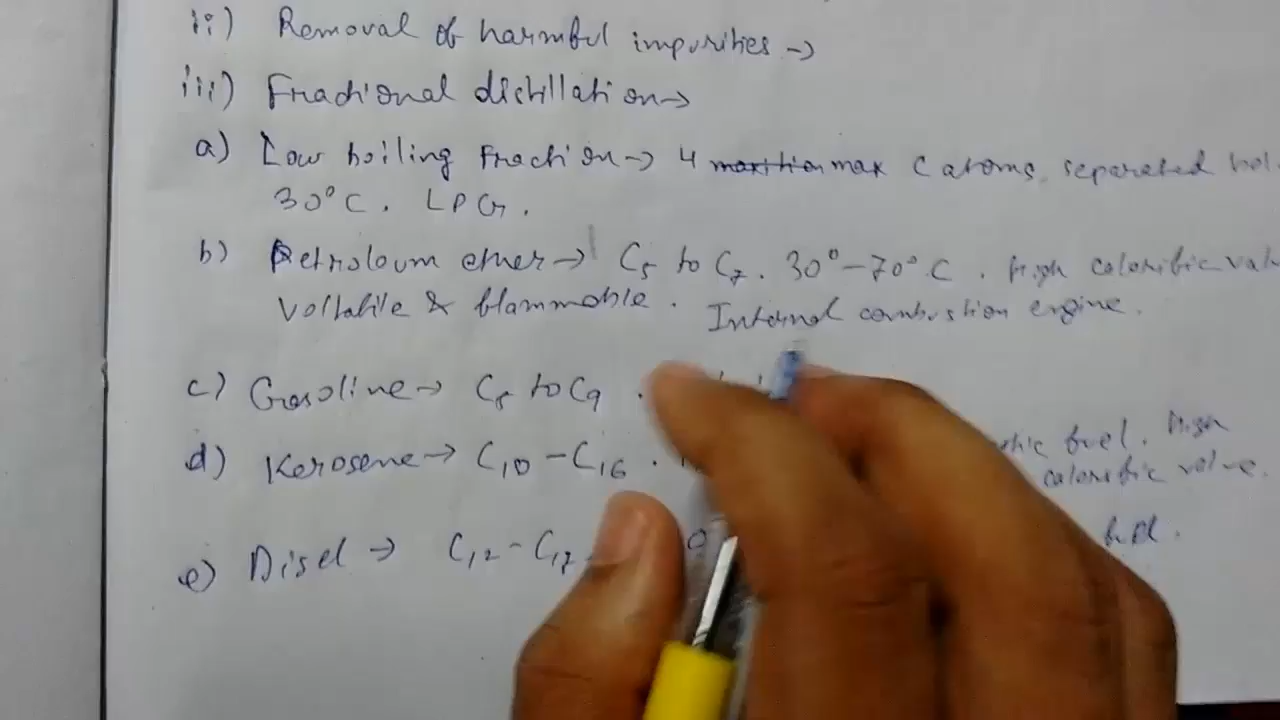 ii) Removal of harmful impurities →
iii) Fractional distillation →
a) Low boiling Fraction → 4 max C atoms, separated
30°C. LPG.
b) Petroleum ether → C5 to C7. 30°-70°C. High calorific
Voltatile & flammable. Internal combustion engine.
c) Gasoline → C5 to C9.
d) Kerosene → C10-C16. fuel. High
calorific value.
e) Disel → C12-C17